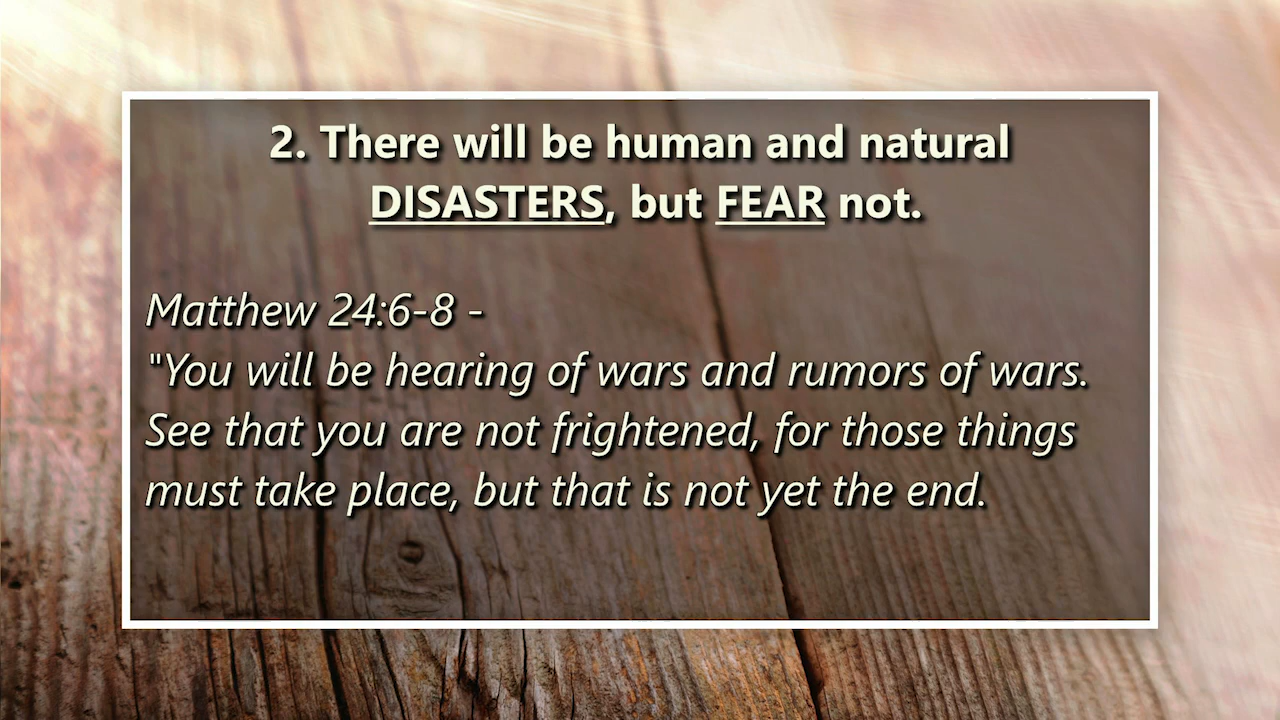 2. There will be human and natural
DISASTERS, but FEAR not.
Matthew 24:6-8 -
"You will be hearing of wars and rumors of wars.
See that you are not frightened, for those things
must take place, but that is not yet the end.